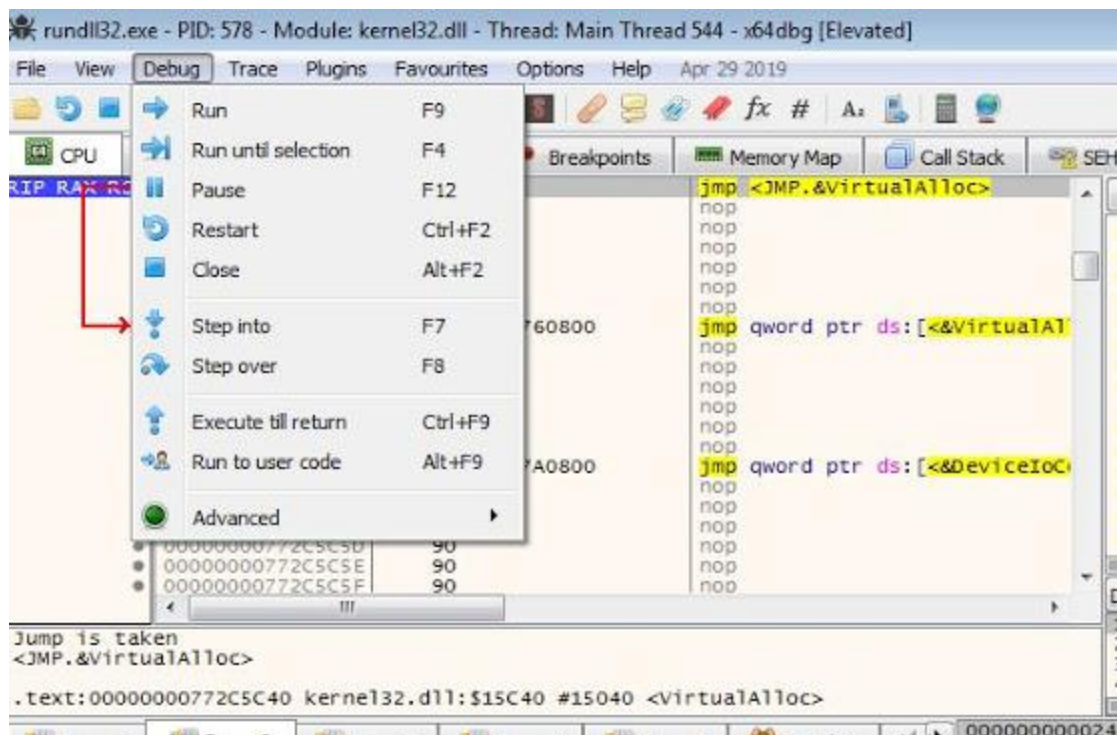 rundll32.exe - PID: 578 - Module: kernel32.dll - Thread: Main Thread 544 - x64dbg [Elevated]
File View Debug Trace Plugins Favourites Options Help Apr 29 2019
Run F9
Run until selection F4
Pause F12
Restart Ctrl+F2
Close Alt+F2
Step into F7
Step over F8
Execute till return Ctrl+F9
Run to user code Alt+F9
Advanced
fx # A₂
CPU Breakpoints Memory Map Call Stack SEH
RIP RAX
jmp <JMP.&VirtualAlloc>
nop
nop
nop
nop
nop
nop
760800 jmp qword ptr ds:[<&VirtualAl
nop
nop
nop
nop
nop
nop
7A0800 jmp qword ptr ds:[<&DeviceIoC
nop
nop
nop
00000000772C5C5D 90 nop
00000000772C5C5E 90 nop
00000000772C5C5F 90 nop
Jump is taken
<JMP.&VirtualAlloc>
.text:00000000772C5C40 kernel32.dll:$15C40 #15040 <VirtualAlloc>